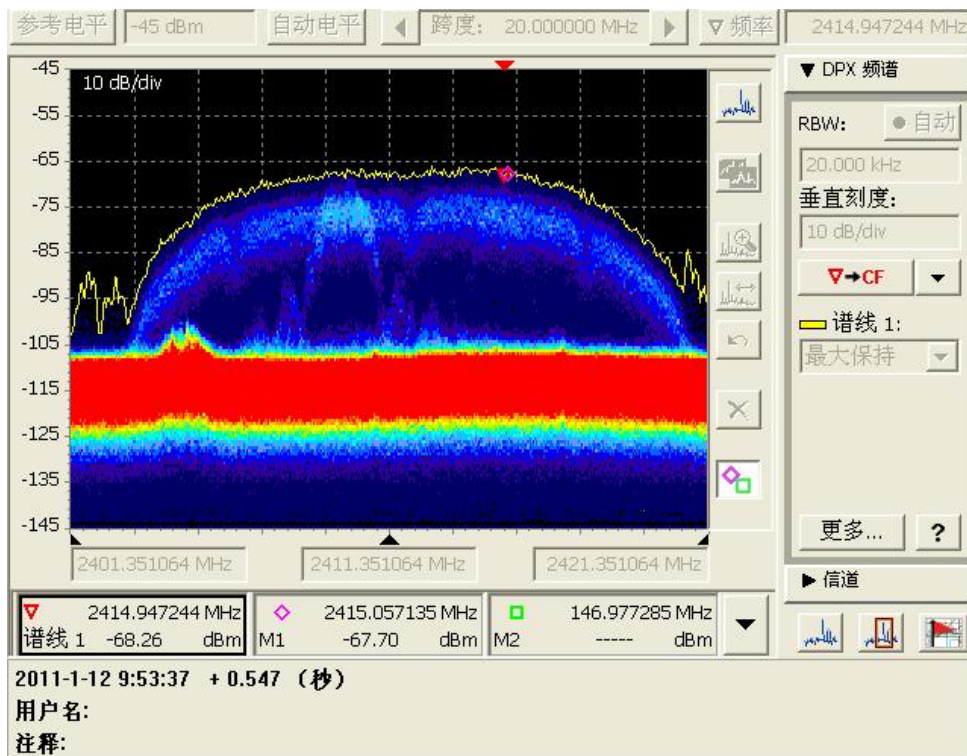 参考电平 -45 dBm 自动电平 跨度: 20.000000 MHz 频率 2414.947244 MHz
10 dB/div
-45
-55
-65
-75
-85
-95
-105
-115
-125
-135
-145
2401.351064 MHz 2411.351064 MHz 2421.351064 MHz
DPX 频谱
RBW: 自动
20.000 kHz
垂直刻度:
10 dB/div
→CF
谱线 1:
最大保持
更多... ?
信道
2414.947244 MHz 2415.057135 MHz 146.977285 MHz
谱线 1 -68.26 dBm M1 -67.70 dBm M2 ----- dBm
2011-1-12 9:53:37 + 0.547 (秒)
用户名:
注释: